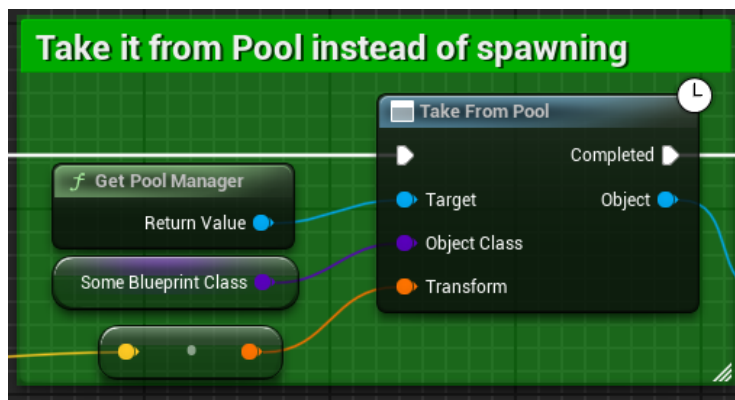 Take it from Pool instead of spawning
Take From Pool
f Get Pool Manager
Completed
Return Value
Target
Object
Some Blueprint Class
Object Class
Transform